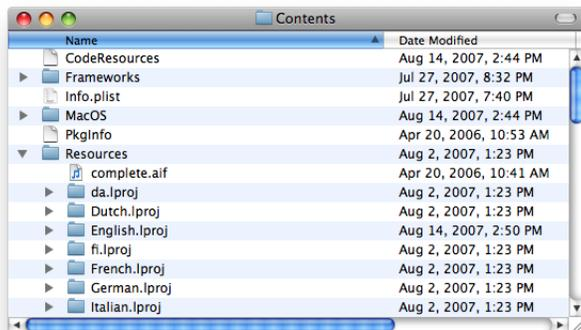 Contents
Name Date Modified
CodeResources Aug 14, 2007, 2:44 PM
Frameworks Jul 27, 2007, 8:32 PM
Info.plist Jul 27, 2007, 7:40 PM
MacOS Aug 14, 2007, 2:44 PM
PkgInfo Apr 20, 2006, 10:53 AM
Resources Aug 2, 2007, 1:23 PM
complete.aif Apr 20, 2006, 10:41 AM
da.lproj Aug 2, 2007, 1:23 PM
Dutch.lproj Aug 2, 2007, 1:23 PM
English.lproj Aug 14, 2007, 2:50 PM
fi.lproj Aug 2, 2007, 1:23 PM
French.lproj Aug 2, 2007, 1:23 PM
German.lproj Aug 2, 2007, 1:23 PM
Italian.lproj Aug 2, 2007, 1:23 PM